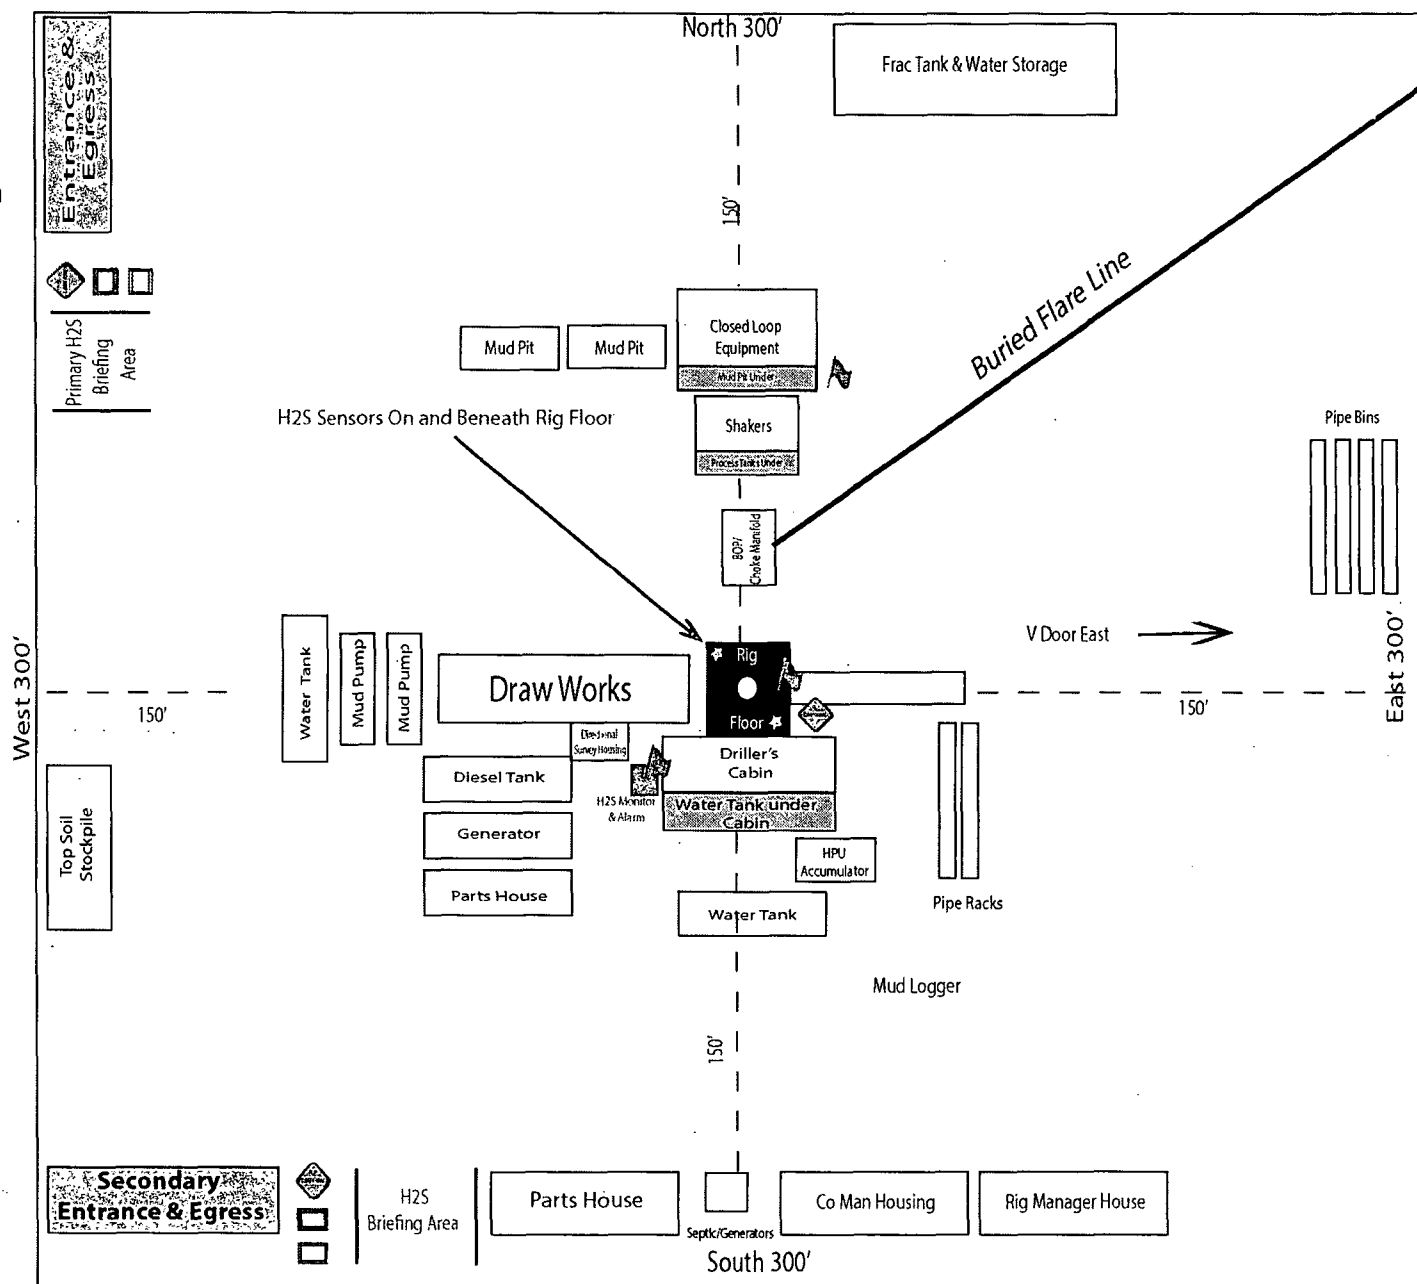 North 300'
Entrance &
Egress
Frac Tank & Water Storage
150'
Buried Flare Line
Primary H2S
Briefing
Area
Mud Pit
Mud Pit
Closed Loop
Equipment
Mud Pit Under
H2S Sensors On and Beneath Rig Floor
Shakers
Process Tanks Under
Pipe Bins
BOP/
Choke Manifold
V Door East
West 300'
150'
Water Tank
Mud Pump
Mud Pump
Draw Works
Rig
Floor
150'
East 300'
Directional
Survey Housing
Driller's
Cabin
Diesel Tank
H2S Monitor
& Alarm
Water Tank under
Cabin
Top Soil
Stockpile
Generator
HPU
Accumulator
Parts House
Water Tank
Pipe Racks
Mud Logger
150'
Secondary
Entrance & Egress
H2S
Briefing Area
Parts House
Septic/Generators
Co Man Housing
Rig Manager House
South 300'